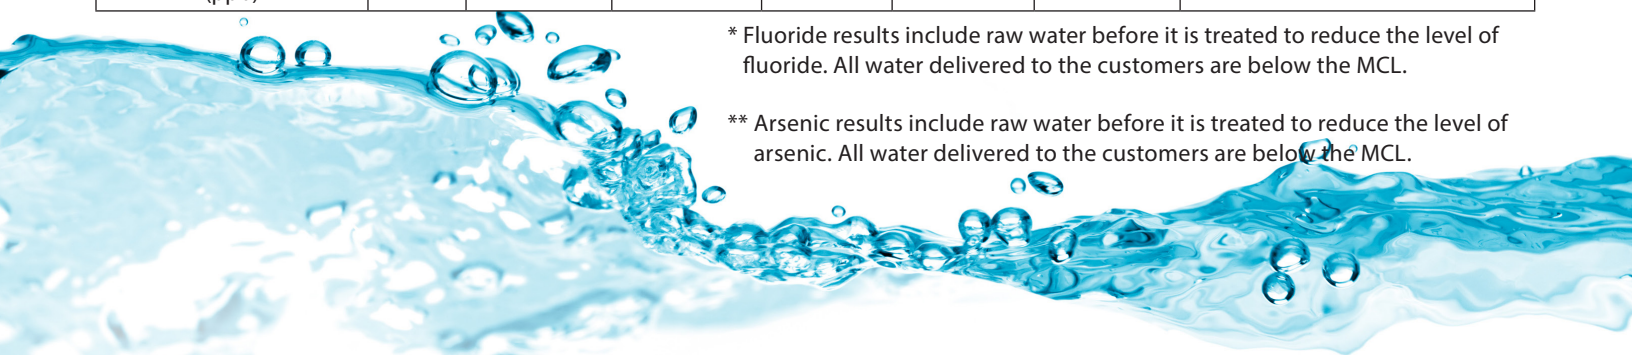 * Fluoride results include raw water before it is treated to reduce the level of
fluoride. All water delivered to the customers are below the MCL.
** Arsenic results include raw water before it is treated to reduce the level of
arsenic. All water delivered to the customers are below the MCL.